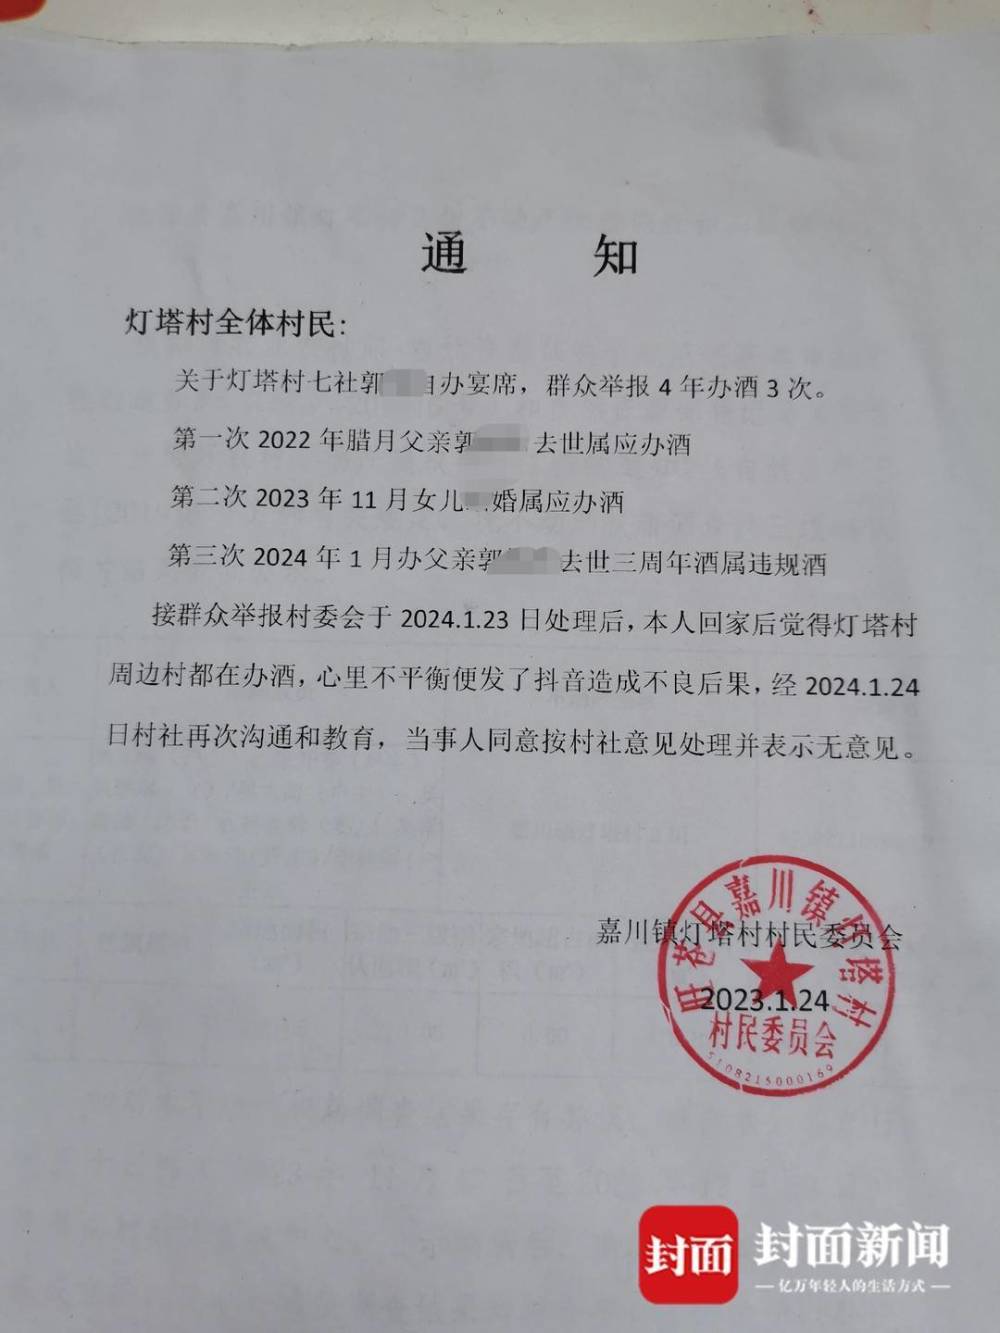 通 知
灯塔村全体村民:
关于灯塔村七社郭 自办宴席，群众举报 4 年办酒 3 次。
第一次 2022 年腊月父亲郭 去世属应办酒
第二次 2023 年 11 月女儿 婚属应办酒
第三次 2024 年 1 月办父亲郭 去世三周年酒属违规酒
接群众举报村委会于 2024.1.23 日处理后,本人回家后觉得灯塔村
周边村都在办酒,心里不平衡便发了抖音造成不良后果,经 2024.1.24
日村社再次沟通和教育，当事人同意按村社意见处理并表示无意见。
嘉川镇灯塔村村民委员会
2023.1.24
旺苍县嘉川镇灯塔村
村民委员会
5108215000169
封面
封面新闻
亿万年轻人的生活方式